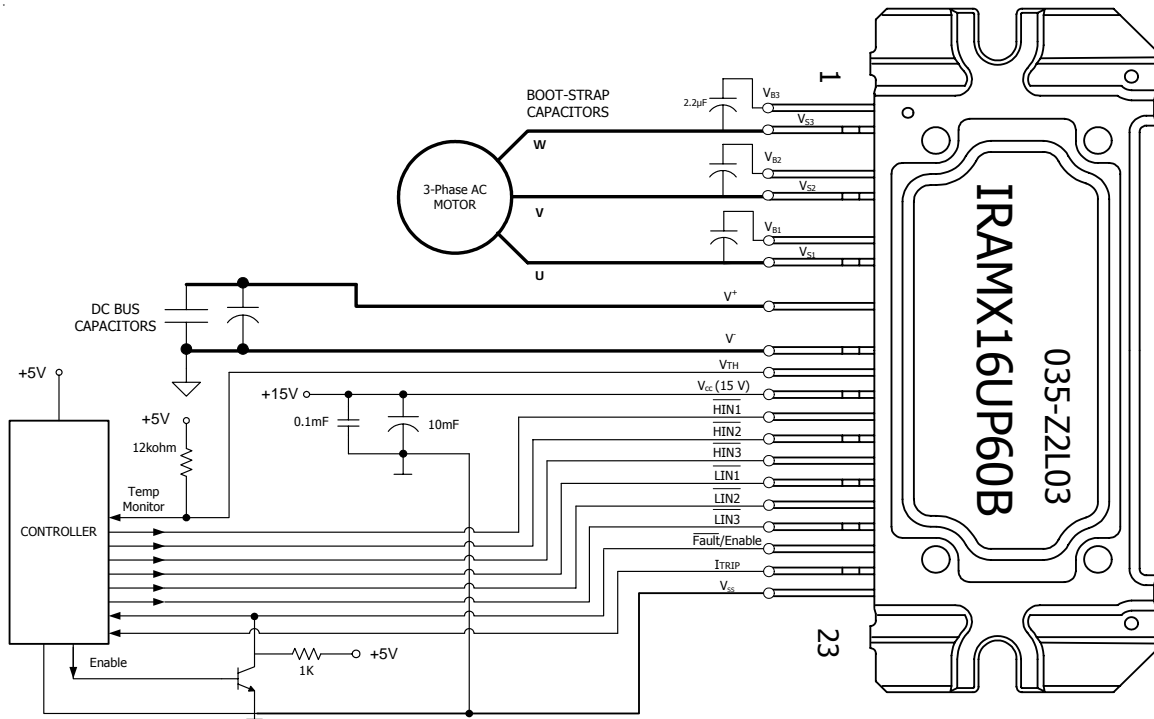 1
BOOT-STRAP
CAPACITORS
2.2µF
VB3
VS3
W
VB2
3-Phase AC
MOTOR
VS2
V
VB1
VS1
U
V+
DC BUS
CAPACITORS
V-
+5V
VTH
+15V
Vcc (15 V)
+5V
0.1mF
10mF
HIN1
12kohm
HIN2
HIN3
Temp
Monitor
LIN1
LIN2
CONTROLLER
LIN3
Fault/Enable
ITRIP
VSS
Enable
1K
+5V
23
IRAMX16UP60B
035-Z2L03